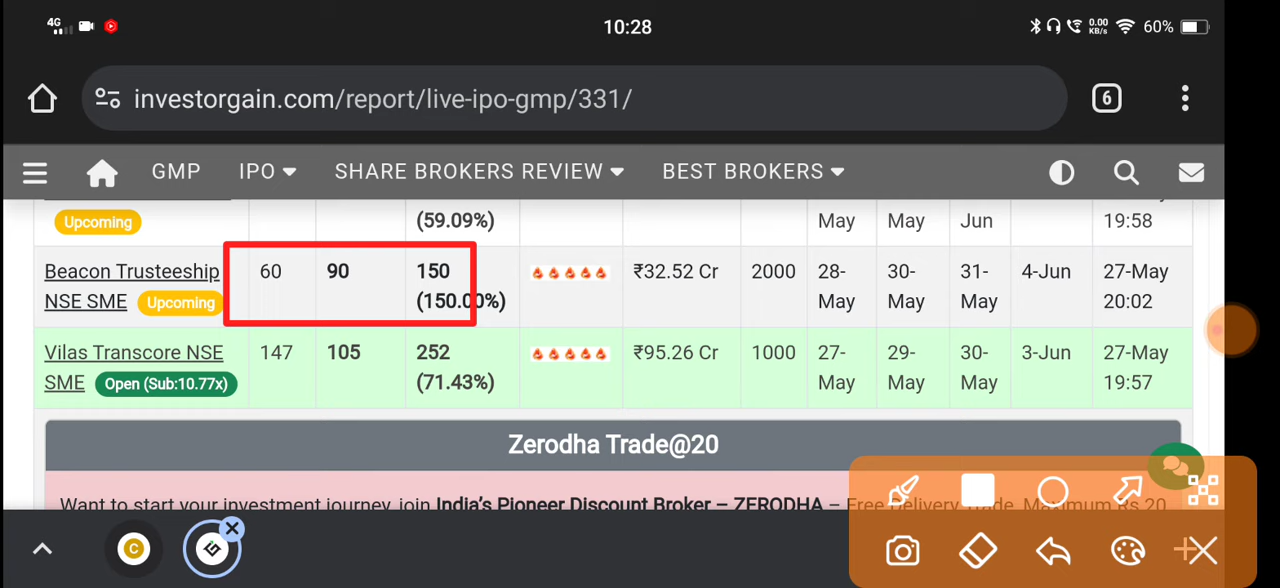 4G 10:28 0.00 KB/s 60%
investorgain.com/report/live-ipo-gmp/331/ 6
GMP IPO SHARE BROKERS REVIEW BEST BROKERS
Upcoming (59.09%) May May Jun 19:58
Beacon Trusteeship 60 90 150 ₹32.52 Cr 2000 28- 30- 31- 4-Jun 27-May
NSE SME Upcoming (150.00%) May May May 20:02
Vilas Transcore NSE 147 105 252 ₹95.26 Cr 1000 27- 29- 30- 3-Jun 27-May
SME Open (Sub:10.77x) (71.43%) May May May 19:57
Zerodha Trade@20
Want to start your investment journey, join India's Pioneer Discount Broker – ZERODHA – Free Delivery Trade, Maximum Rs 20
C